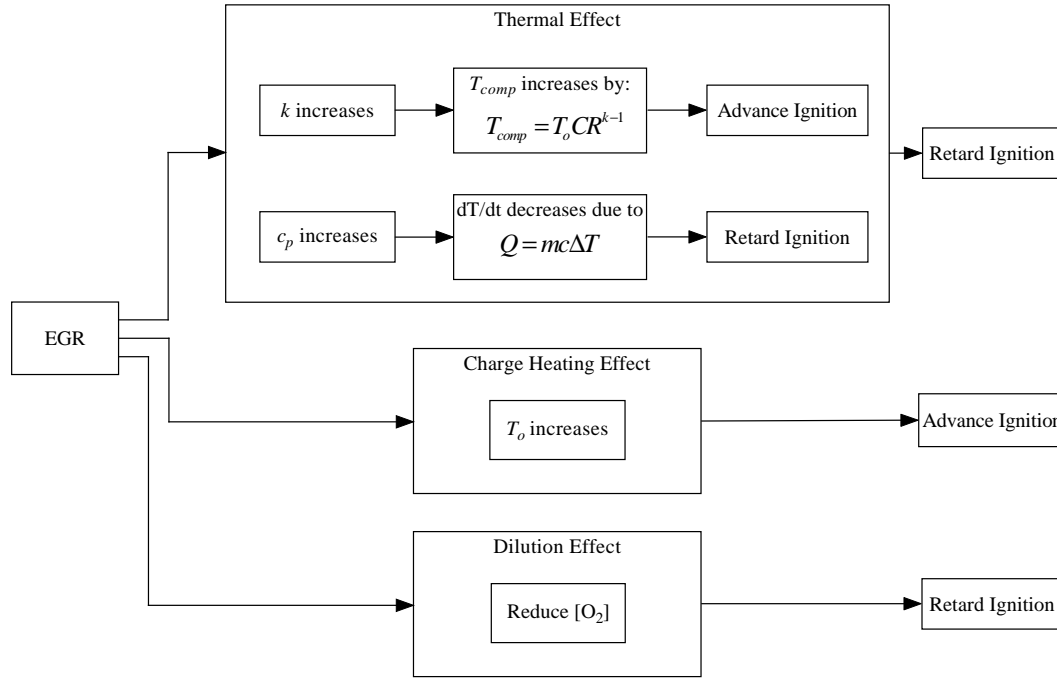 Thermal Effect
k increases
T_comp increases by:
T_comp = T_o CR^{k−1}
Advance Ignition
Retard Ignition
c_p increases
dT/dt decreases due to
Q = mcΔT
Retard Ignition
EGR
Charge Heating Effect
T_o increases
Advance Ignition
Dilution Effect
Reduce [O₂]
Retard Ignition